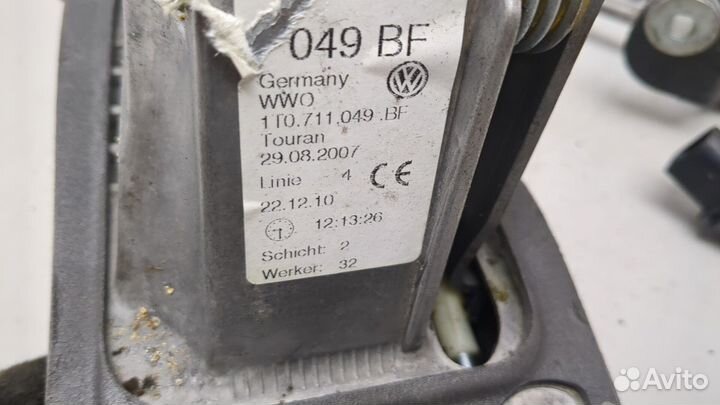 049 BF
Germany
WWO
1T0.711.049 .BF
Touran
29.08.2007
Linie 4 CE
22.12.10
12:13:26
Schicht: 2
Werker: 32
Avito